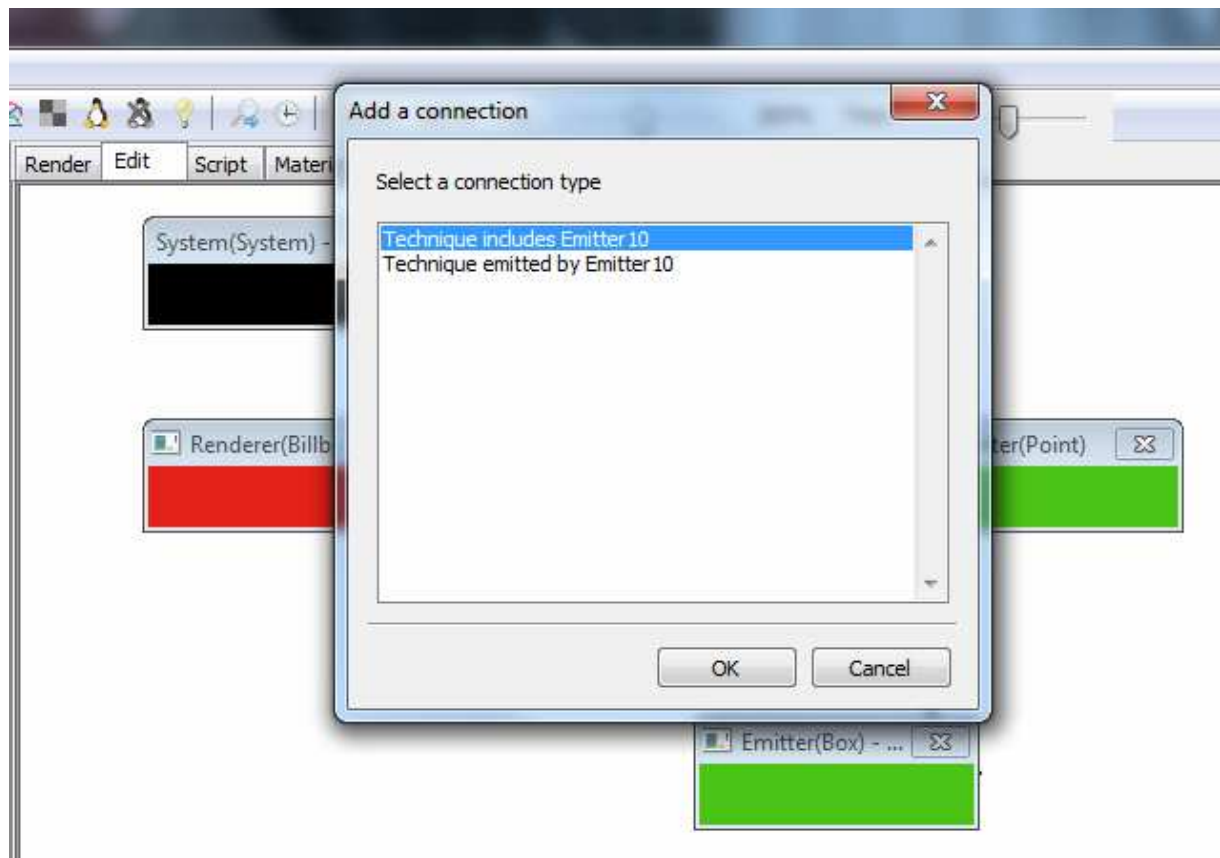 Add a connection
Render Edit Script Materi
Select a connection type
System(System) -
Technique includes Emitter10
Technique emitted by Emitter10
Renderer(Billb
ter(Point)
OK Cancel
Emitter(Box) - ...